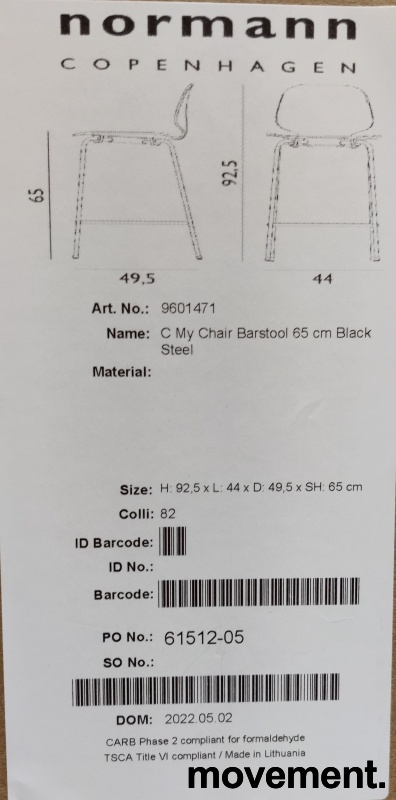 normann
COPENHAGEN
65
92,5
49,5
44
Art. No.: 9601471
Name: C My Chair Barstool 65 cm Black
Steel
Material:
Size: H: 92,5 x L: 44 x D: 49,5 x SH: 65 cm
Colli: 82
ID Barcode:
ID No.:
Barcode:
PO No.: 61512-05
SO No.:
DOM: 2022.05.02
CARB Phase 2 compliant for formaldehyde
TSCA Title VI compliant / Made in Lithuania
movement.